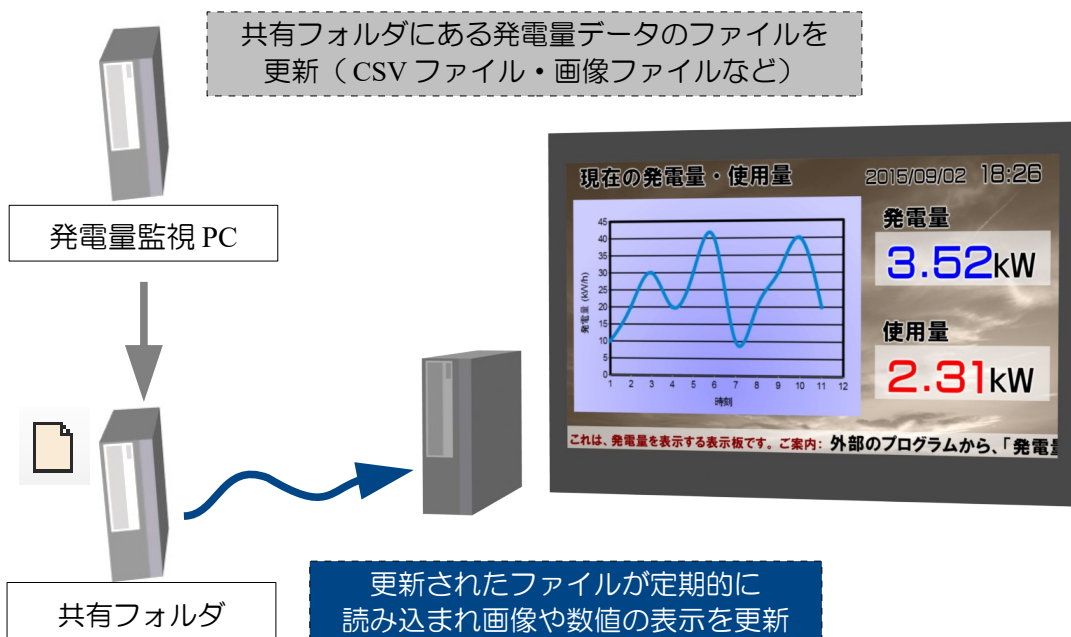 共有フォルダにある発電量データのファイルを
更新（CSV ファイル・画像ファイルなど）
発電量監視 PC
現在の発電量・使用量
2015/09/02 18:26
発電量 (kW/h)
45
40
35
30
25
20
15
10
5
0
1 2 3 4 5 6 7 8 9 10 11 12
時刻
発電量
3.52kW
使用量
2.31kW
これは、発電量を表示する表示板です。ご案内: 外部のプログラムから、「発電量
共有フォルダ
更新されたファイルが定期的に
読み込まれ画像や数値の表示を更新